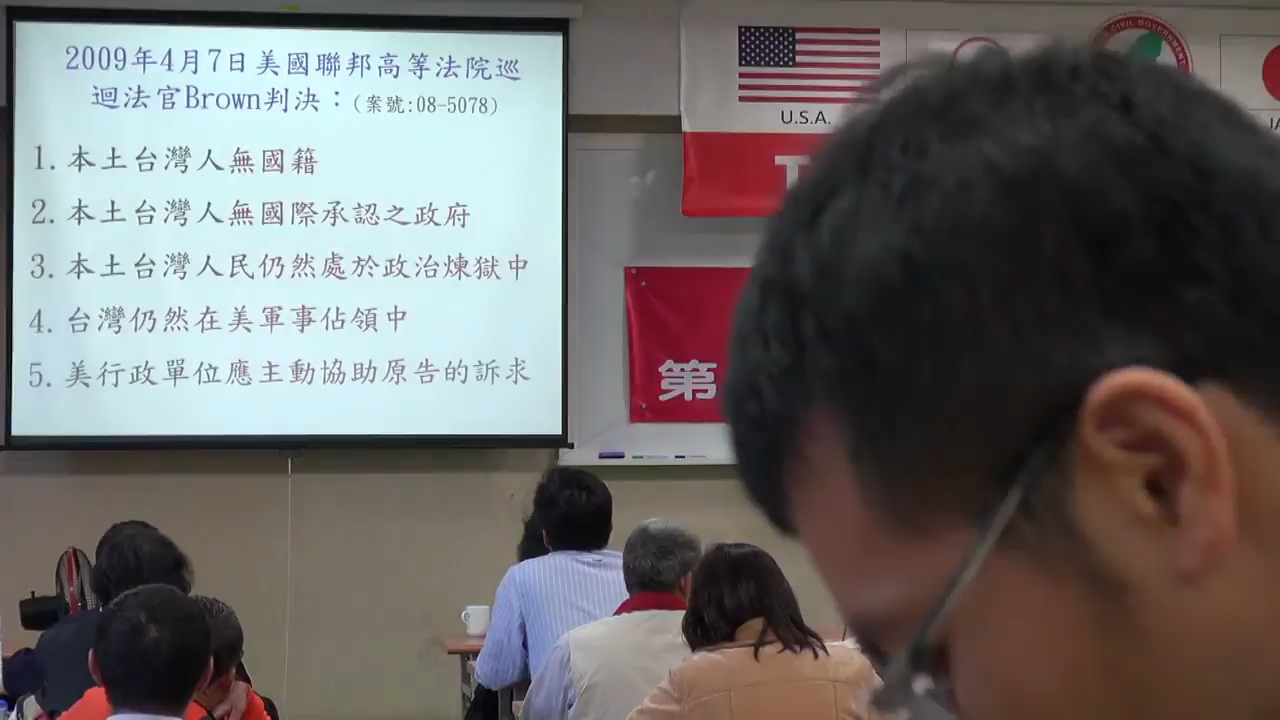 2009年4月7日美國聯邦高等法院巡
迴法官Brown判決：（案號:08-5078）
1. 本土台灣人無國籍
2. 本土台灣人無國際承認之政府
3. 本土台灣人民仍然處於政治煉獄中
4. 台灣仍然在美軍事佔領中
5. 美行政單位應主動協助原告的訴求
U.S.A.
CIVIL GOVERNMENT
JA
T
第